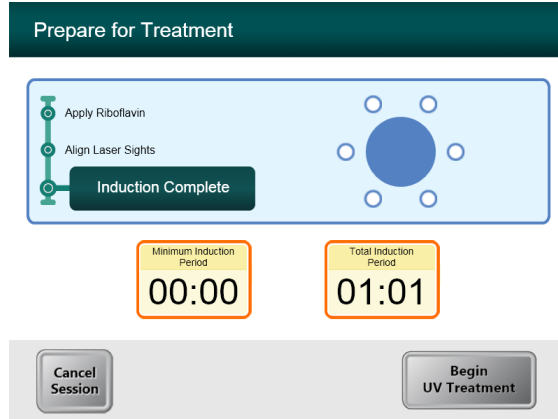 Prepare for Treatment
Apply Riboflavin
Align Laser Sights
Induction Complete
Minimum Induction
Period
00:00
Total Induction
Period
01:01
Cancel
Session
Begin
UV Treatment